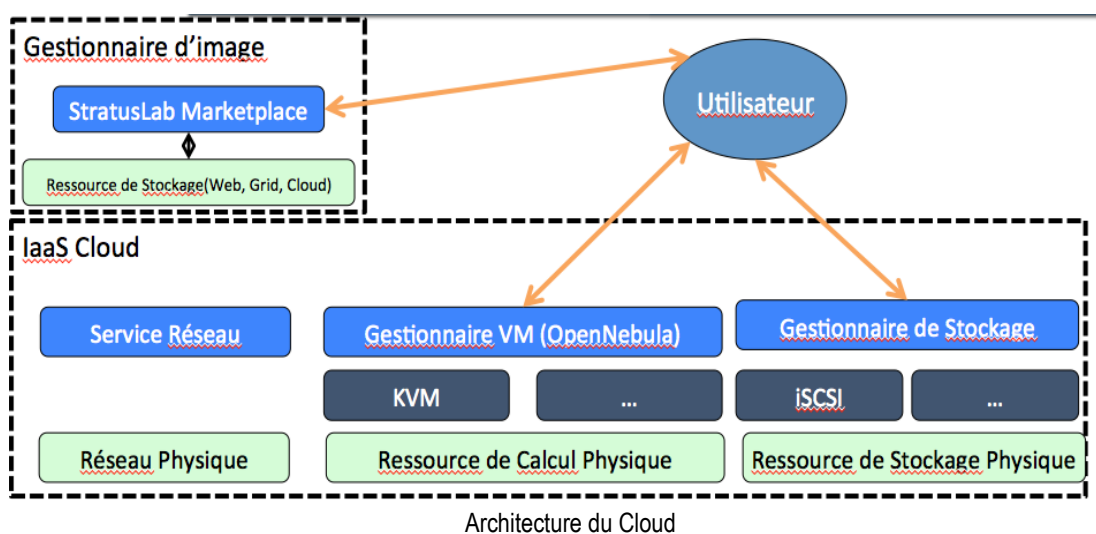 Gestionnaire d'image
StratusLab Marketplace
Ressource de Stockage(Web, Grid, Cloud)
Utilisateur
IaaS Cloud
Service Réseau
Gestionnaire VM (OpenNebula)
Gestionnaire de Stockage
KVM
...
iSCSI
...
Réseau Physique
Ressource de Calcul Physique
Ressource de Stockage Physique
Architecture du Cloud